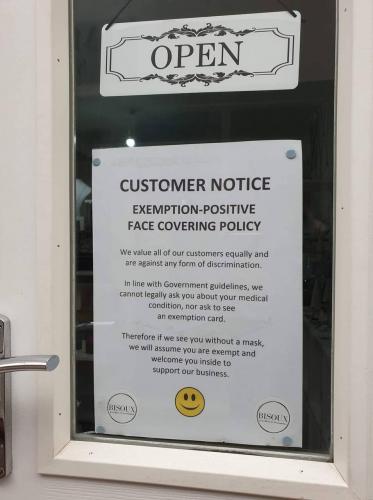 OPEN
CUSTOMER NOTICE
EXEMPTION-POSITIVE
FACE COVERING POLICY
We value all of our customers equally and
are against any form of discrimination.
In line with Government guidelines, we
cannot legally ask you about your medical
condition, nor ask to see
an exemption card.
Therefore if we see you without a mask,
we will assume you are exempt and
welcome you inside to
support our business.
BISOUX
BISOUX